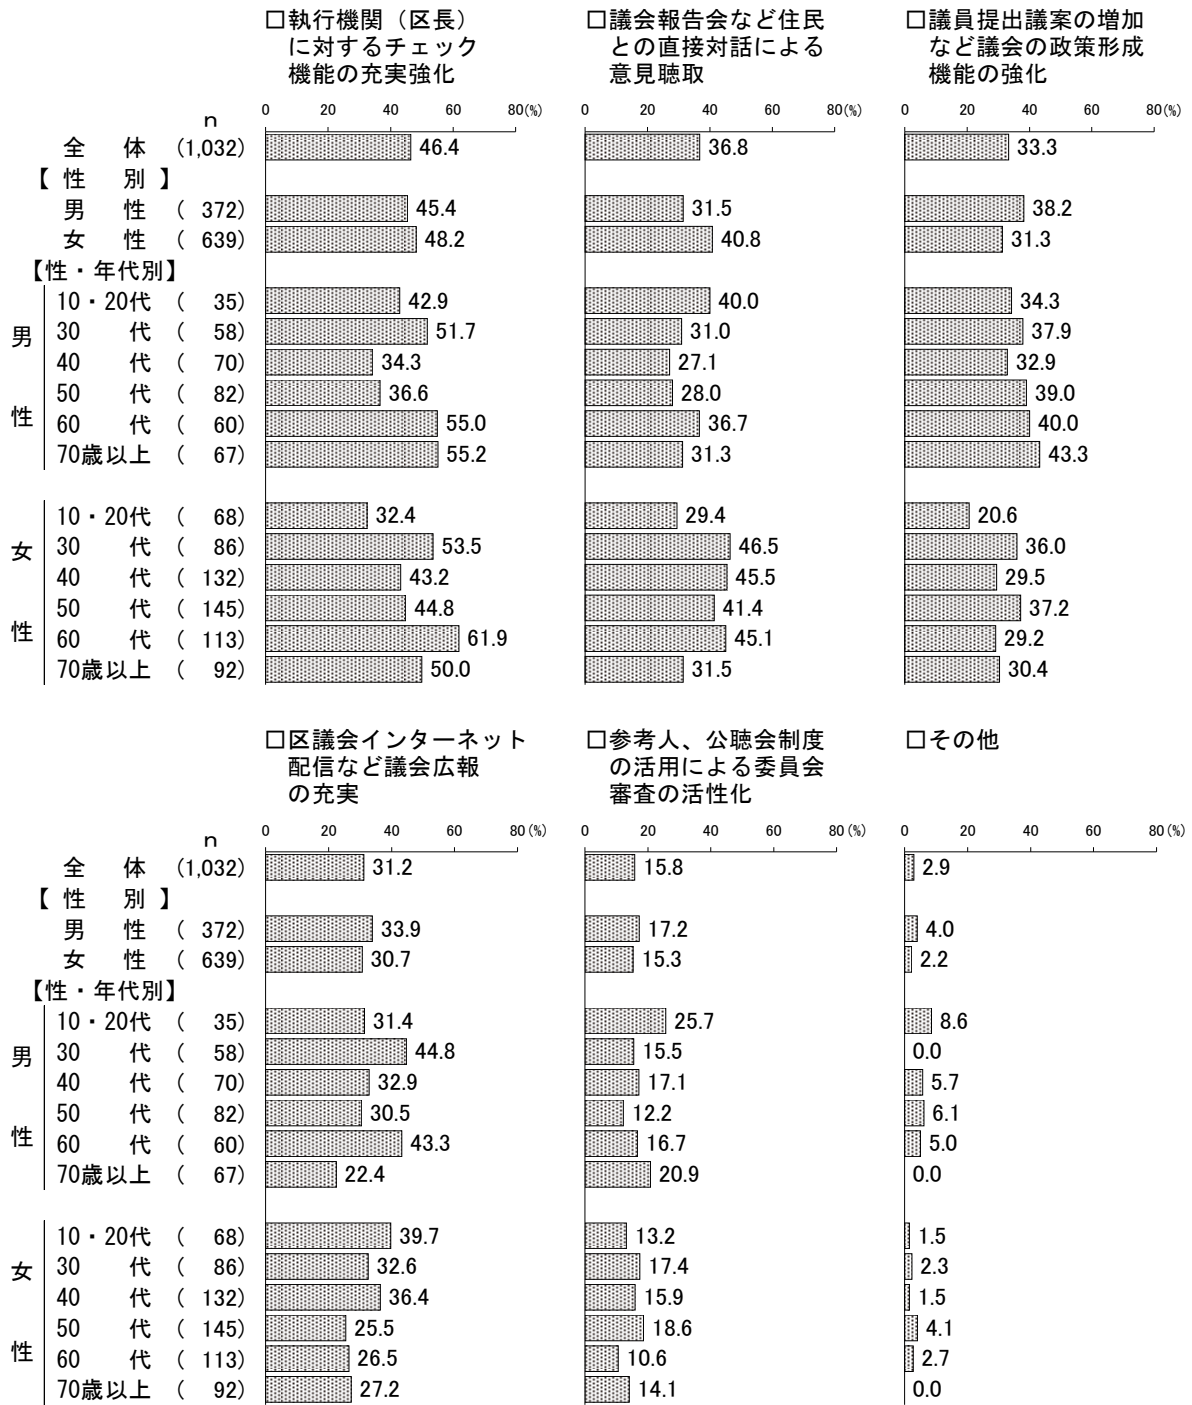 □執行機関（区長）
に対するチェック
機能の充実強化
□議会報告会など住民
との直接対話による
意見聴取
□議員提出議案の増加
など議会の政策形成
機能の強化
n 0 20 40 60 80(%) 0 20 40 60 80(%) 0 20 40 60 80(%)
全 体 (1,032) 46.4 36.8 33.3
【 性 別 】
男 性 ( 372) 45.4 31.5 38.2
女 性 ( 639) 48.2 40.8 31.3
【性・年代別】
男性
10・20代 ( 35) 42.9 40.0 34.3
30 代 ( 58) 51.7 31.0 37.9
40 代 ( 70) 34.3 27.1 32.9
50 代 ( 82) 36.6 28.0 39.0
60 代 ( 60) 55.0 36.7 40.0
70歳以上 ( 67) 55.2 31.3 43.3
女性
10・20代 ( 68) 32.4 29.4 20.6
30 代 ( 86) 53.5 46.5 36.0
40 代 ( 132) 43.2 45.5 29.5
50 代 ( 145) 44.8 41.4 37.2
60 代 ( 113) 61.9 45.1 29.2
70歳以上 ( 92) 50.0 31.5 30.4
□区議会インターネット
配信など議会広報
の充実
□参考人、公聴会制度
の活用による委員会
審査の活性化
□その他
n 0 20 40 60 80(%) 0 20 40 60 80(%) 0 20 40 60 80(%)
全 体 (1,032) 31.2 15.8 2.9
【 性 別 】
男 性 ( 372) 33.9 17.2 4.0
女 性 ( 639) 30.7 15.3 2.2
【性・年代別】
男性
10・20代 ( 35) 31.4 25.7 8.6
30 代 ( 58) 44.8 15.5 0.0
40 代 ( 70) 32.9 17.1 5.7
50 代 ( 82) 30.5 12.2 6.1
60 代 ( 60) 43.3 16.7 5.0
70歳以上 ( 67) 22.4 20.9 0.0
女性
10・20代 ( 68) 39.7 13.2 1.5
30 代 ( 86) 32.6 17.4 2.3
40 代 ( 132) 36.4 15.9 1.5
50 代 ( 145) 25.5 18.6 4.1
60 代 ( 113) 26.5 10.6 2.7
70歳以上 ( 92) 27.2 14.1 0.0